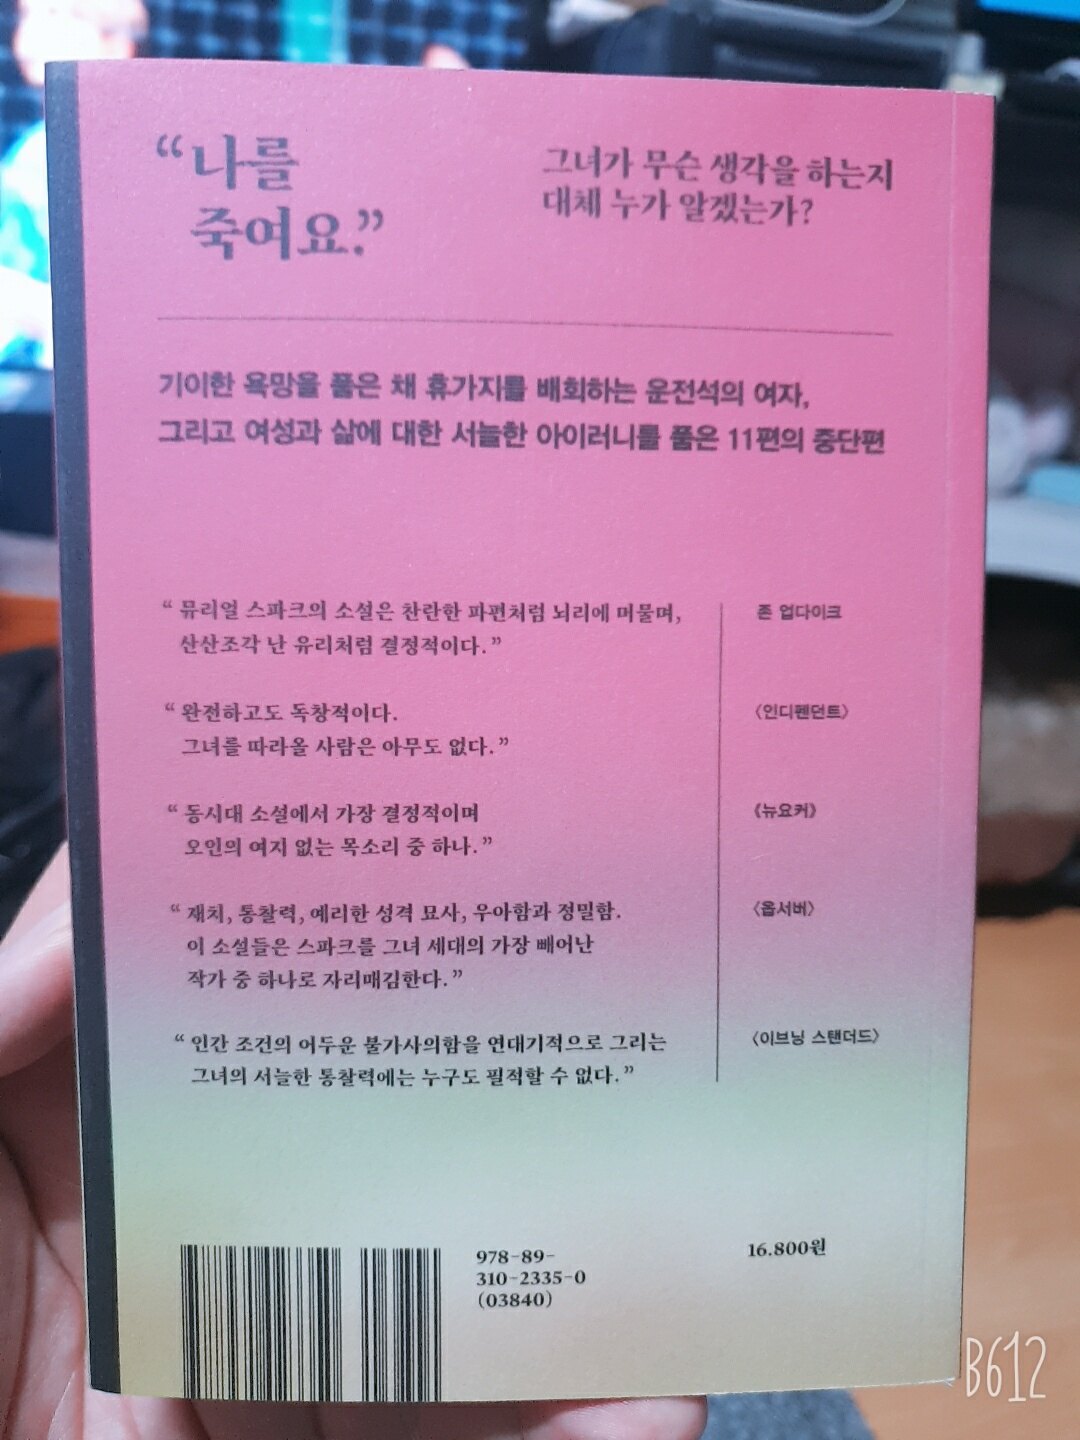 “나를
죽여요.”
그녀가 무슨 생각을 하는지
대체 누가 알겠는가?
기이한 욕망을 품은 채 휴가지를 배회하는 운전석의 여자,
그리고 여성과 삶에 대한 서늘한 아이러니를 품은 11편의 중단편
“뮤리얼 스파크의 소설은 찬란한 파편처럼 뇌리에 머물며,
산산조각 난 유리처럼 결정적이다.”
존 업다이크
“완전하고도 독창적이다.
그녀를 따라올 사람은 아무도 없다.”
〈인디펜던트〉
“동시대 소설에서 가장 결정적이며
오인의 여지 없는 목소리 중 하나.”
〈뉴요커〉
“재치, 통찰력, 예리한 성격 묘사, 우아함과 정밀함.
이 소설들은 스파크를 그녀 세대의 가장 빼어난
작가 중 하나로 자리매김한다.”
〈옵서버〉
“인간 조건의 어두운 불가사의함을 연대기적으로 그리는
그녀의 서늘한 통찰력에는 누구도 필적할 수 없다.”
〈이브닝 스탠더드〉
978-89-
310-2335-0
(03840)
16.800원
B612